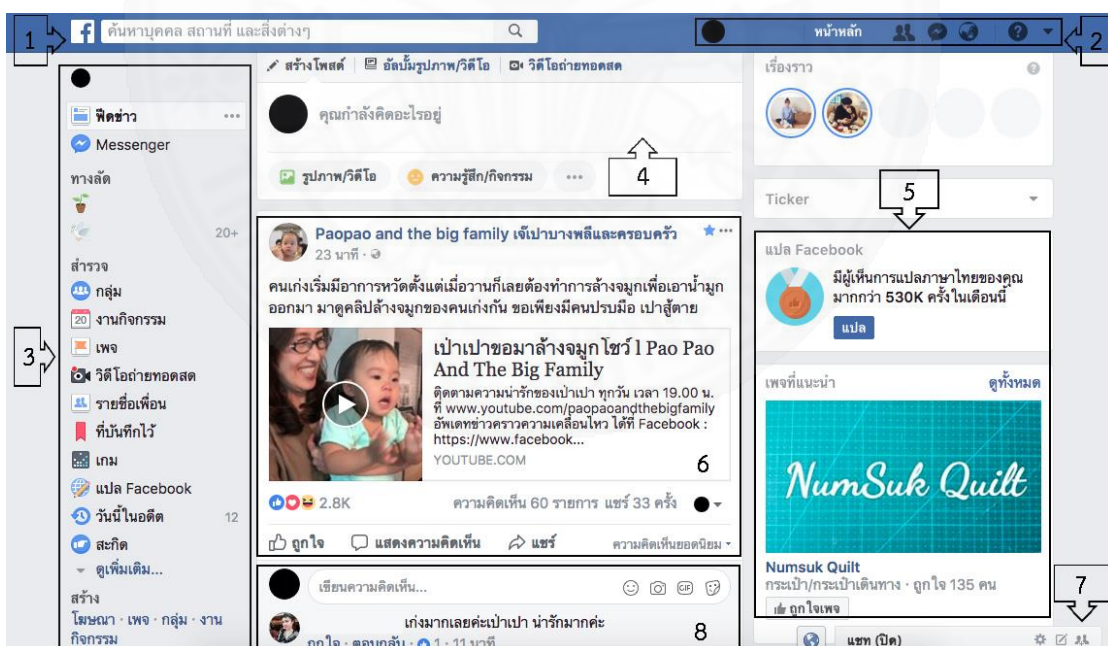 1
f
ค้นหาบุคคล สถานที่ และสิ่งต่างๆ
หน้าหลัก
2
ฟีดข่าว
Messenger
ทางลัด
20+
สำรวจ
กลุ่ม
20 งานกิจกรรม
เพจ
3
วิดีโอถ่ายทอดสด
รายชื่อเพื่อน
ที่บันทึกไว้
เกม
แปล Facebook
วันนี้ในอดีต 12
สะกิด
ดูเพิ่มเติม...
สร้าง
โฆษณา · เพจ · กลุ่ม · งาน
กิจกรรม
สร้างโพสต์ อัลบั้มรูปภาพ/วิดีโอ วิดีโอถ่ายทอดสด
คุณกำลังคิดอะไรอยู่
4
รูปภาพ/วิดีโอ ความรู้สึก/กิจกรรม
Paopao and the big family เจ๊เปาบางพลีและครอบครัว
23 นาที ·
คนเก่งเริ่มมีอาการหวัดตั้งแต่เมื่อวานก็เลยต้องทำการล้างจมูกเพื่อเอาน้ำมูก
ออกมา มาดูคลิปล้างจมูกของคนเก่งกัน ขอเพียงมีคนปรบมือ เปาสู้ตาย
เป่าเปาขอมาล้างจมูกโชว์ l Pao Pao
And The Big Family
ติดตามความน่ารักของเป่าเปา ทุกวัน เวลา 19.00 น.
ที่ www.youtube.com/paopaoandthebigfamily
อัพเดทข่าวคราวความเคลื่อนไหว ได้ที่ Facebook :
https://www.facebook...
YOUTUBE.COM
6
2.8K ความคิดเห็น 60 รายการ แชร์ 33 ครั้ง
ถูกใจ แสดงความคิดเห็น แชร์ ความคิดเห็นยอดนิยม
เขียนความคิดเห็น...
GIF
เก่งมากเลยค่ะเป่าเปา น่ารักมากค่ะ
ถูกใจ · ตอบกลับ · 1 · 11 นาที
8
เรื่องราว
Ticker
5
แปล Facebook
มีผู้เห็นการแปลภาษาไทยของคุณ
มากกว่า 530K ครั้งในเดือนนี้
แปล
เพจที่แนะนำ ดูทั้งหมด
NumSuk Quilt
Numsuk Quilt
กระเป๋า/กระเป๋าเดินทาง · ถูกใจ 135 คน
ถูกใจเพจ
7
แชท (ปิด)